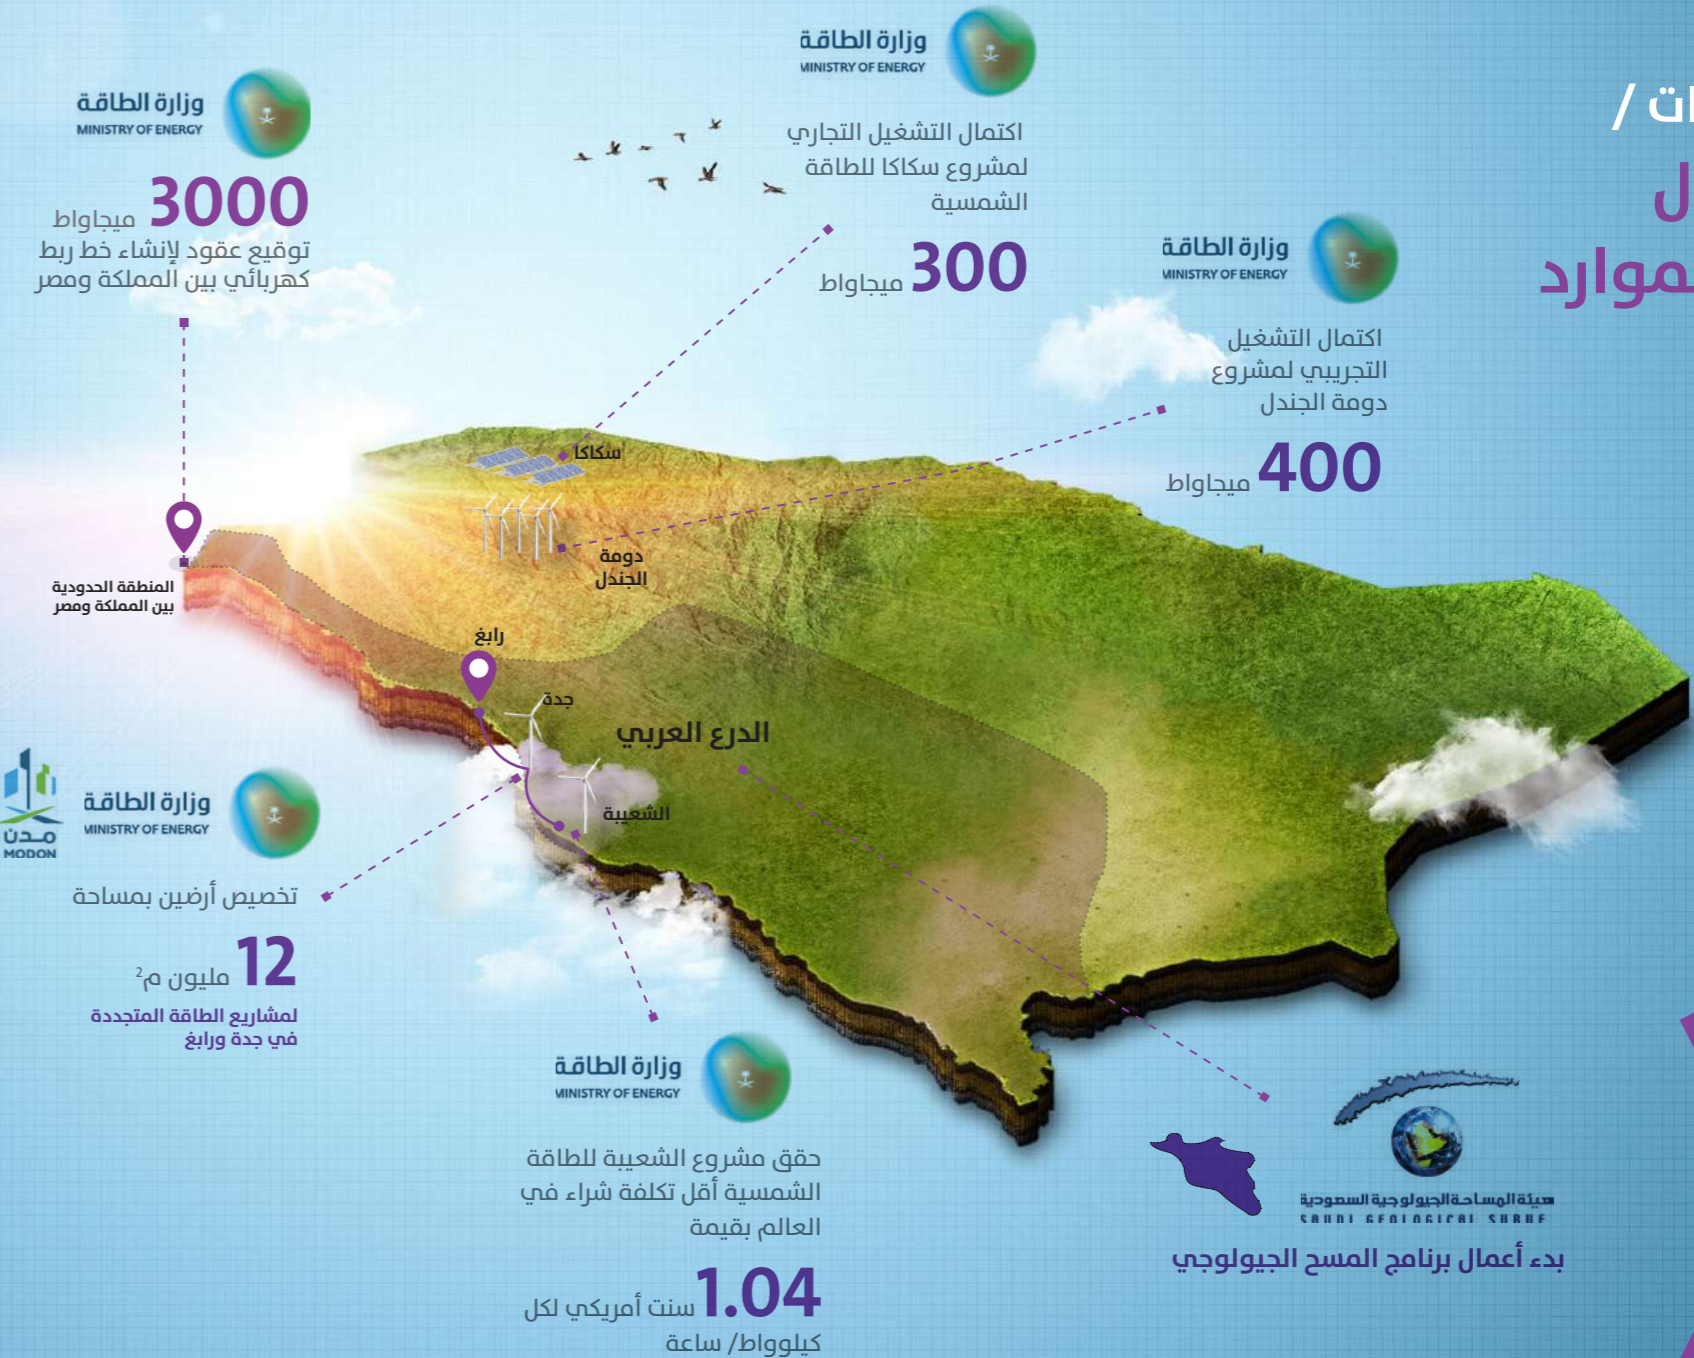 وزارة الطاقة
MINISTRY OF ENERGY
اكتمال التشغيل التجاري
لمشروع سكاكا للطاقة
الشمسية
300 ميجاواط
وزارة الطاقة
MINISTRY OF ENERGY
3000 ميجاواط
توقيع عقود لإنشاء خط ربط
كهربائي بين المملكة ومصر
وزارة الطاقة
MINISTRY OF ENERGY
اكتمال التشغيل
التجريبي لمشروع
دومة الجندل
400 ميجاواط
سكاكا
دومة
الجندل
المنطقة الحدودية
بين المملكة ومصر
رابغ
جدة
الدرع العربي
الشعيبة
وزارة الطاقة
MINISTRY OF ENERGY
مدن
MODON
تخصيص أرضين بمساحة
12 مليون م²
لمشاريع الطاقة المتجددة
في جدة ورابغ
وزارة الطاقة
MINISTRY OF ENERGY
حقق مشروع الشعيبة للطاقة
الشمسية أقل تكلفة شراء في
العالم بقيمة
1.04 سنت أمريكي لكل
كيلوواط/ ساعة
هيئة المساحة الجيولوجية السعودية
SAUDI GEOLOGICAL SURVE
بدء أعمال برنامج المسح الجيولوجي